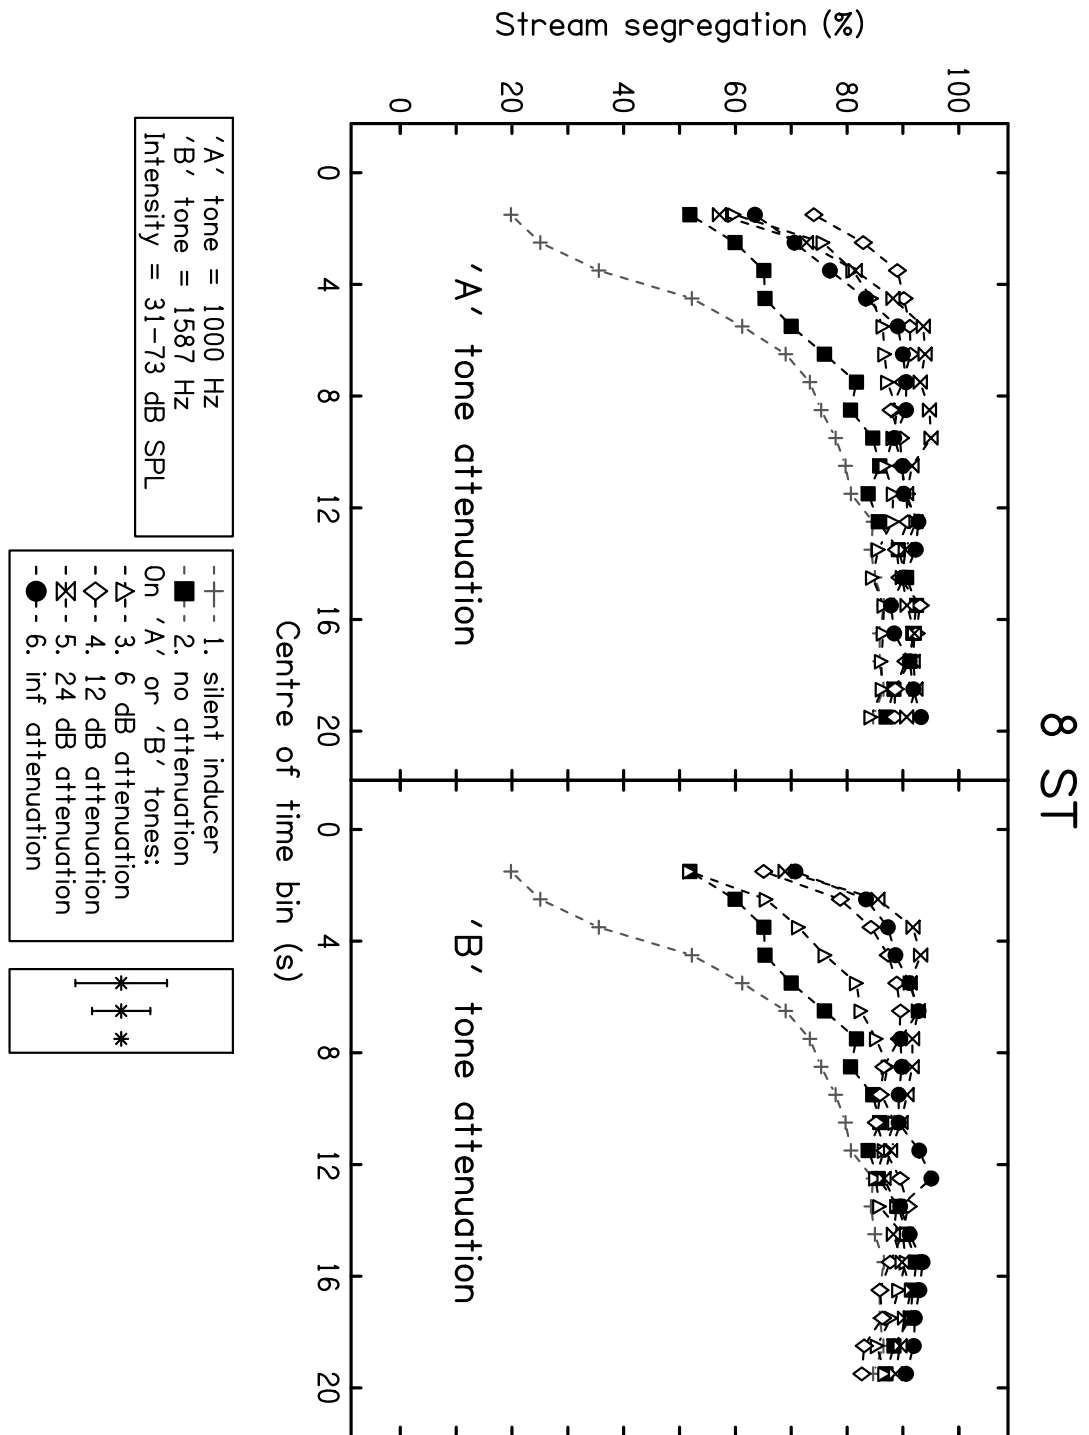 8 ST
Stream segregation (%)
100
80
60
40
20
0
'A' tone attenuation
'B' tone attenuation
0 4 8 12 16 20 0 4 8 12 16 20
Centre of time bin (s)
'A' tone = 1000 Hz
'B' tone = 1587 Hz
Intensity = 31-73 dB SPL
1. silent inducer
2. no attenuation
On 'A' or 'B' tones:
3. 6 dB attenuation
4. 12 dB attenuation
5. 24 dB attenuation
6. inf attenuation